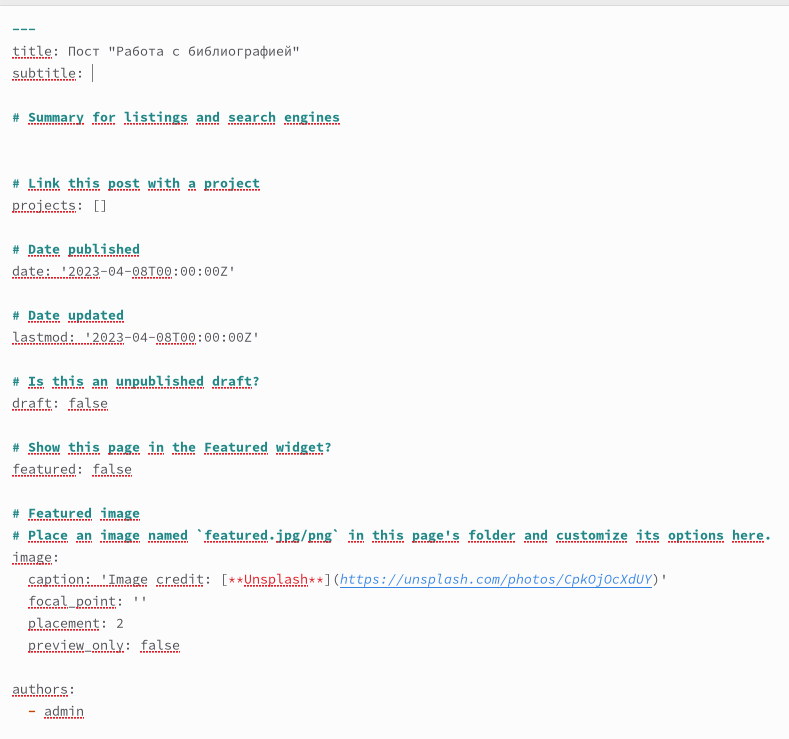 ---
title: Пост "Работа с библиографией"
subtitle:
# Summary for listings and search engines
# Link this post with a project
projects: []
# Date published
date: '2023-04-08T00:00:00Z'
# Date updated
lastmod: '2023-04-08T00:00:00Z'
# Is this an unpublished draft?
draft: false
# Show this page in the Featured widget?
featured: false
# Featured image
# Place an image named `featured.jpg/png` in this page's folder and customize its options here.
image:
  caption: 'Image credit: [**Unsplash**](https://unsplash.com/photos/CpkOjOcXdUY)'
  focal_point: ''
  placement: 2
  preview_only: false
authors:
  - admin